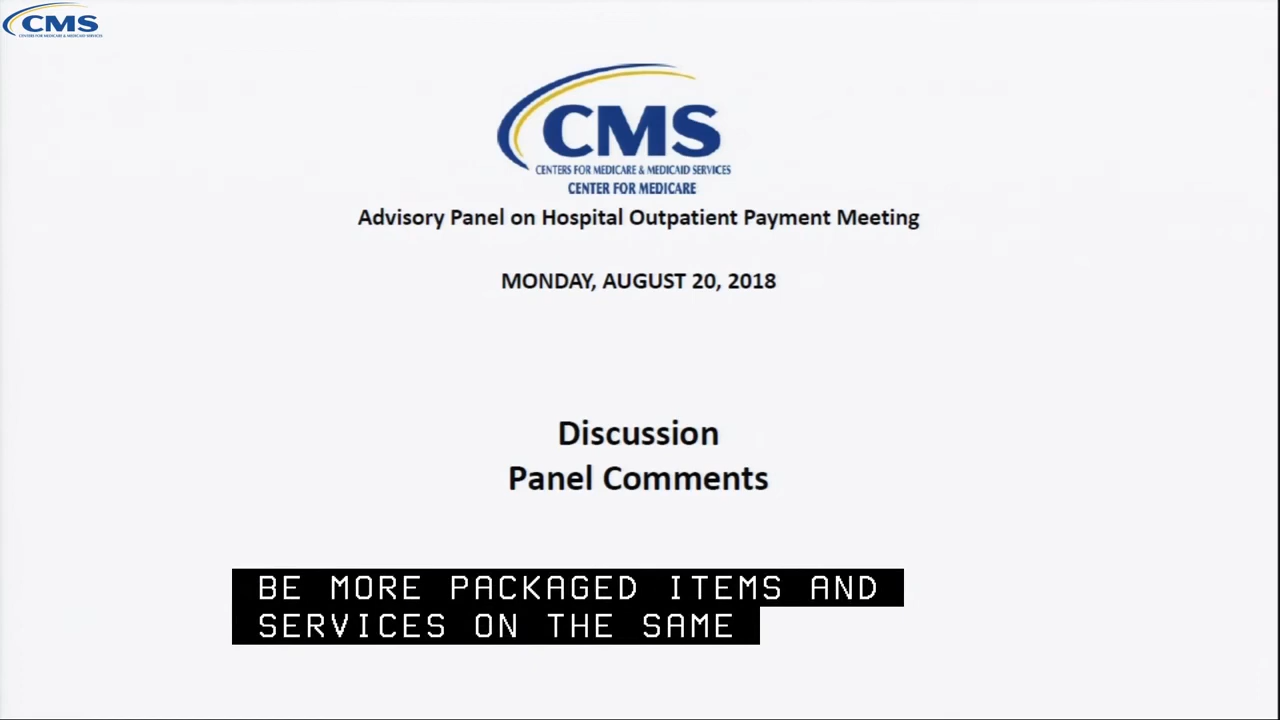 CMS
CENTERS FOR MEDICARE & MEDICAID SERVICES
CMS
CENTERS FOR MEDICARE & MEDICAID SERVICES
CENTER FOR MEDICARE
Advisory Panel on Hospital Outpatient Payment Meeting
MONDAY, AUGUST 20, 2018
Discussion
Panel Comments
BE MORE PACKAGED ITEMS AND
SERVICES ON THE SAME